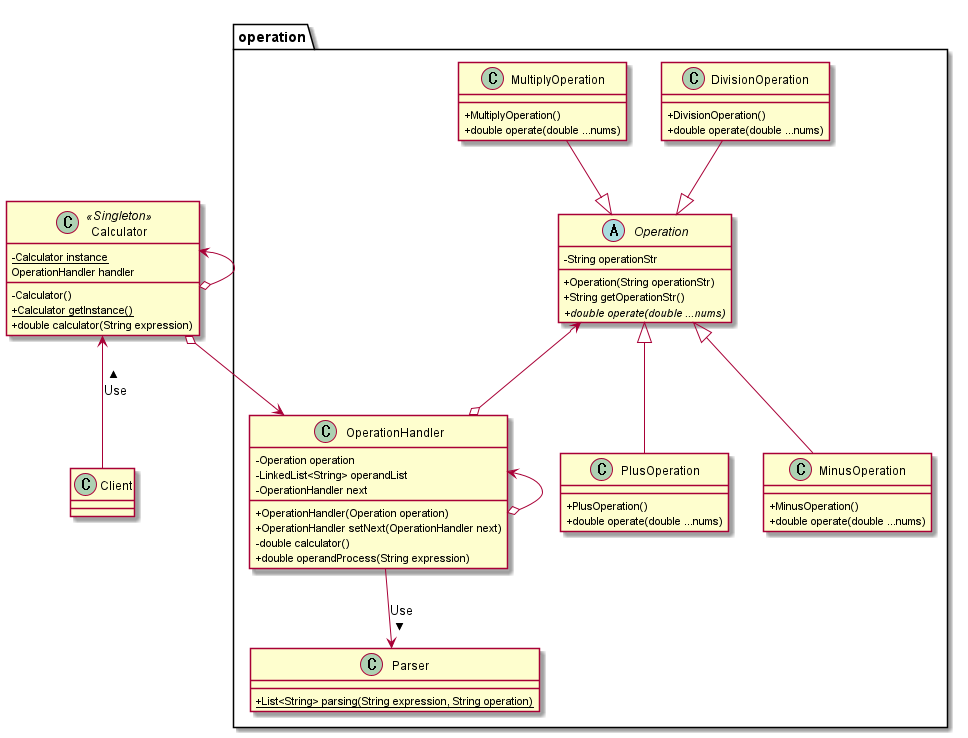 operation
C MultiplyOperation
+MultiplyOperation()
+double operate(double ...nums)
C DivisionOperation
+DivisionOperation()
+double operate(double ...nums)
C «Singleton»
Calculator
-Calculator instance
OperationHandler handler
-Calculator()
+Calculator getInstance()
+double calculator(String expression)
A Operation
-String operationStr
+Operation(String operationStr)
+String getOperationStr()
+double operate(double ...nums)
▲
Use
C Client
C OperationHandler
-Operation operation
-LinkedList<String> operandList
-OperationHandler next
+OperationHandler(Operation operation)
+OperationHandler setNext(OperationHandler next)
-double calculator()
+double operandProcess(String expression)
C PlusOperation
+PlusOperation()
+double operate(double ...nums)
C MinusOperation
+MinusOperation()
+double operate(double ...nums)
Use
▼
C Parser
+List<String> parsing(String expression, String operation)